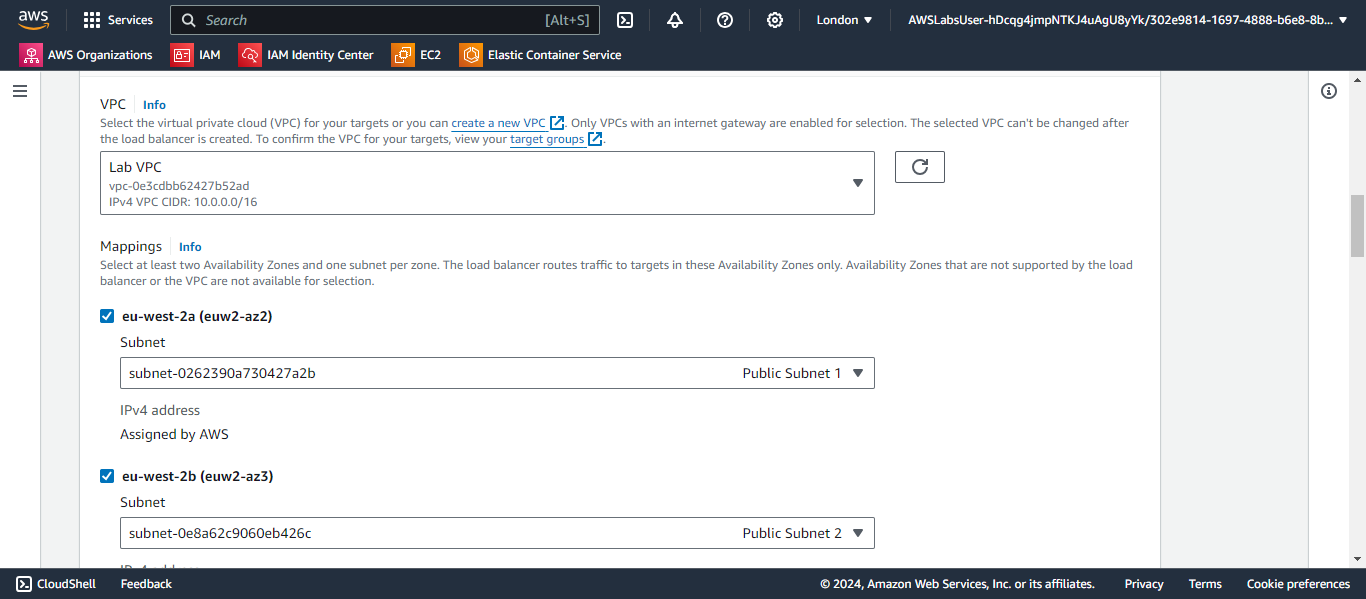 aws
Services
Search
[Alt+S]
London
AWSLabsUser-hDcqg4jmpNTKJ4uAgU8yYk/302e9814-1697-4888-b6e8-8b...
AWS Organizations
IAM
IAM Identity Center
EC2
Elastic Container Service
VPC
Info
Select the virtual private cloud (VPC) for your targets or you can create a new VPC. Only VPCs with an internet gateway are enabled for selection. The selected VPC can't be changed after
the load balancer is created. To confirm the VPC for your targets, view your target groups.
Lab VPC
vpc-0e3cdbb62427b52ad
IPv4 VPC CIDR: 10.0.0.0/16
Mappings
Info
Select at least two Availability Zones and one subnet per zone. The load balancer routes traffic to targets in these Availability Zones only. Availability Zones that are not supported by the load
balancer or the VPC are not available for selection.
eu-west-2a (euw2-az2)
Subnet
subnet-0262390a730427a2b
Public Subnet 1
IPv4 address
Assigned by AWS
eu-west-2b (euw2-az3)
Subnet
subnet-0e8a62c9060eb426c
Public Subnet 2
CloudShell
Feedback
© 2024, Amazon Web Services, Inc. or its affiliates.
Privacy
Terms
Cookie preferences